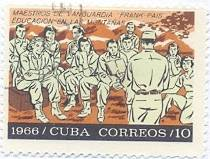 MAESTROS DE VANGUARDIA FRANK PAIS
EDUCACION EN LAS MONTAÑAS
1966/CUBA CORREOS/10